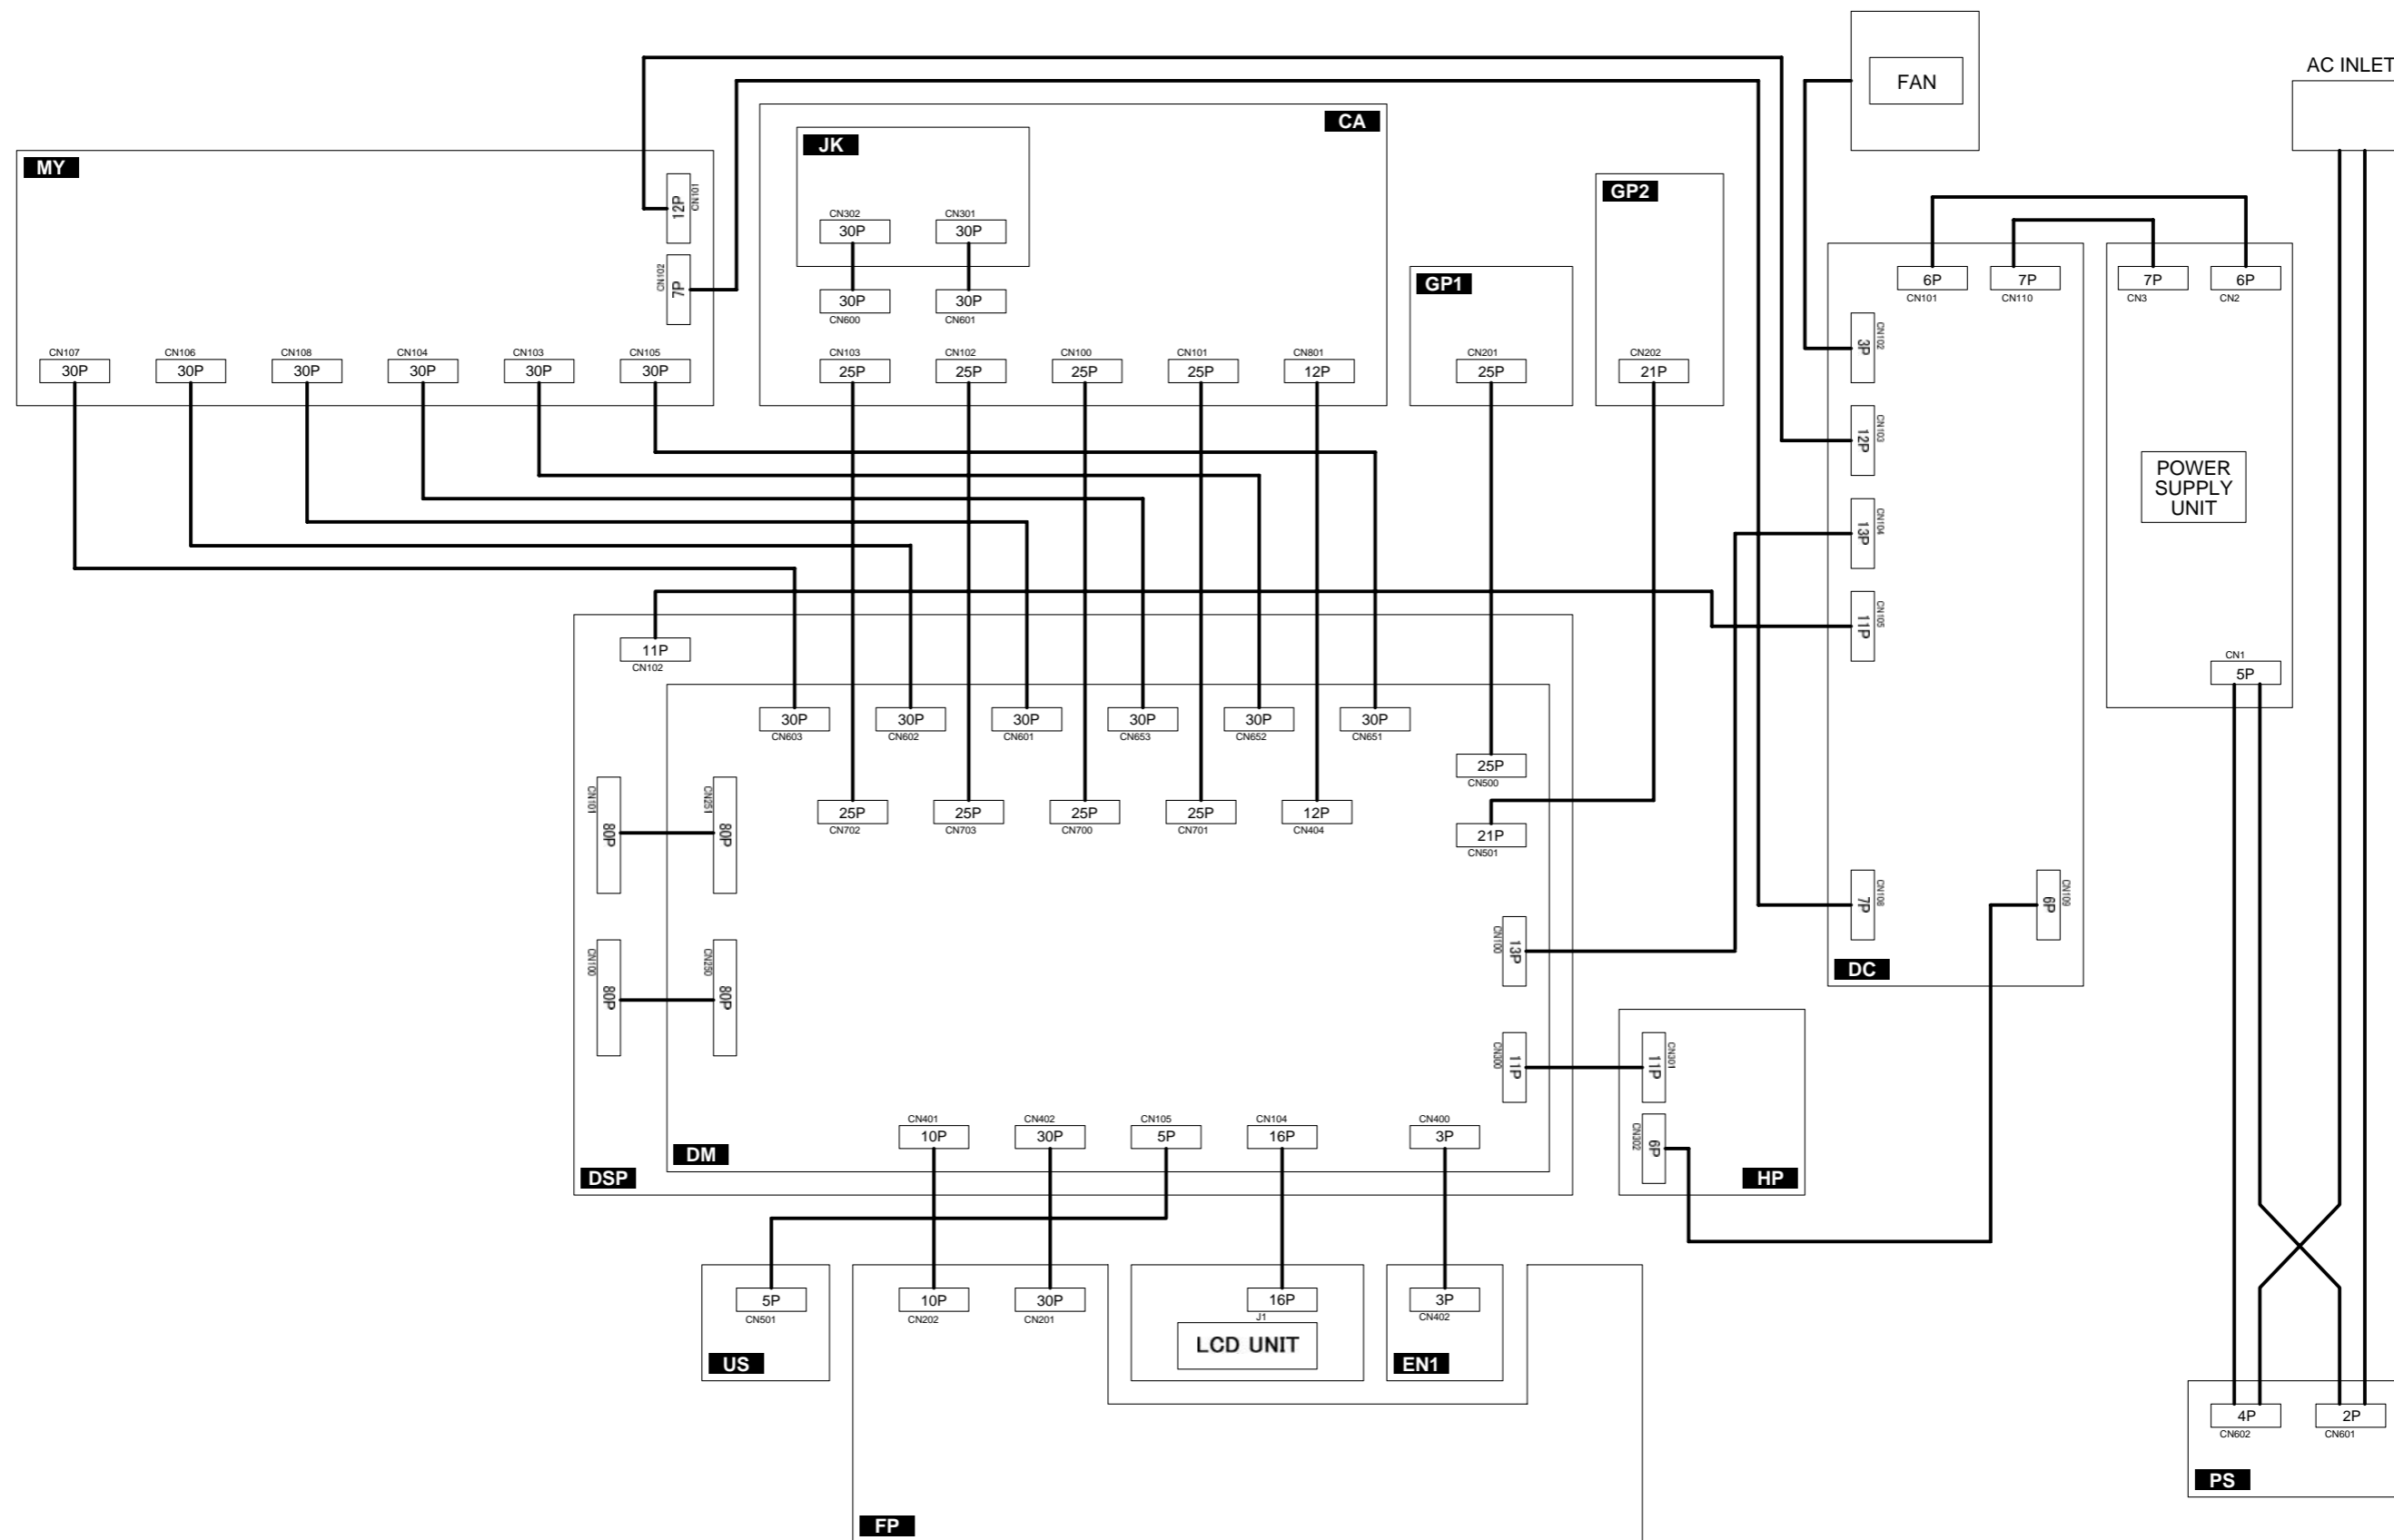 FAN
AC INLET
CA
JK
MY
12P
CN101
GP2
CN302
30P
CN301
30P
7P
CN102
GP1
6P
CN101
7P
CN110
7P
CN3
6P
CN2
30P
CN600
30P
CN601
3P
CN102
CN107
30P
CN106
30P
CN108
30P
CN104
30P
CN103
30P
CN105
30P
CN103
25P
CN102
25P
CN100
25P
CN101
25P
CN801
12P
CN201
25P
CN202
21P
12P
CN103
POWER
SUPPLY
UNIT
13P
CN104
11P
CN105
11P
CN102
CN1
5P
30P
CN603
30P
CN602
30P
CN601
30P
CN653
30P
CN652
30P
CN651
25P
CN500
CN101
80P
CN251
80P
25P
CN702
25P
CN703
25P
CN700
25P
CN701
12P
CN404
21P
CN501
7P
CN108
6P
CN109
CN100
13P
DC
CN100
80P
CN250
80P
CN300
11P
11P
CN301
CN401
10P
CN402
30P
CN105
5P
CN104
16P
CN400
3P
CN302
6P
DM
DSP
HP
5P
CN501
10P
CN202
30P
CN201
16P
J1
3P
CN402
LCD UNIT
US
EN1
4P
CN602
2P
CN601
PS
FP